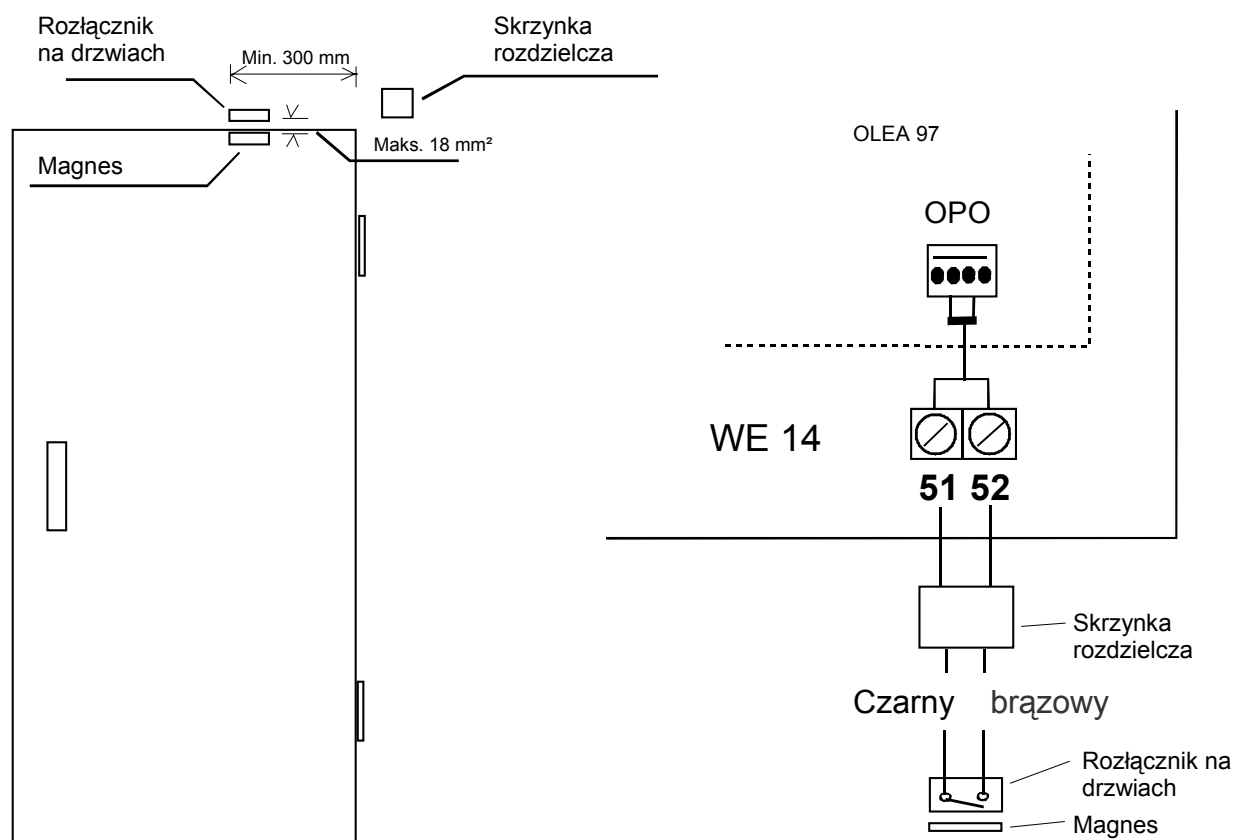 Rozłącznik
na drzwiach
Min. 300 mm
Skrzynka
rozdzielcza
Maks. 18 mm²
Magnes
OLEA 97
OPO
WE 14
51 52
Skrzynka
rozdzielcza
Czarny brązowy
Rozłącznik na
drzwiach
Magnes